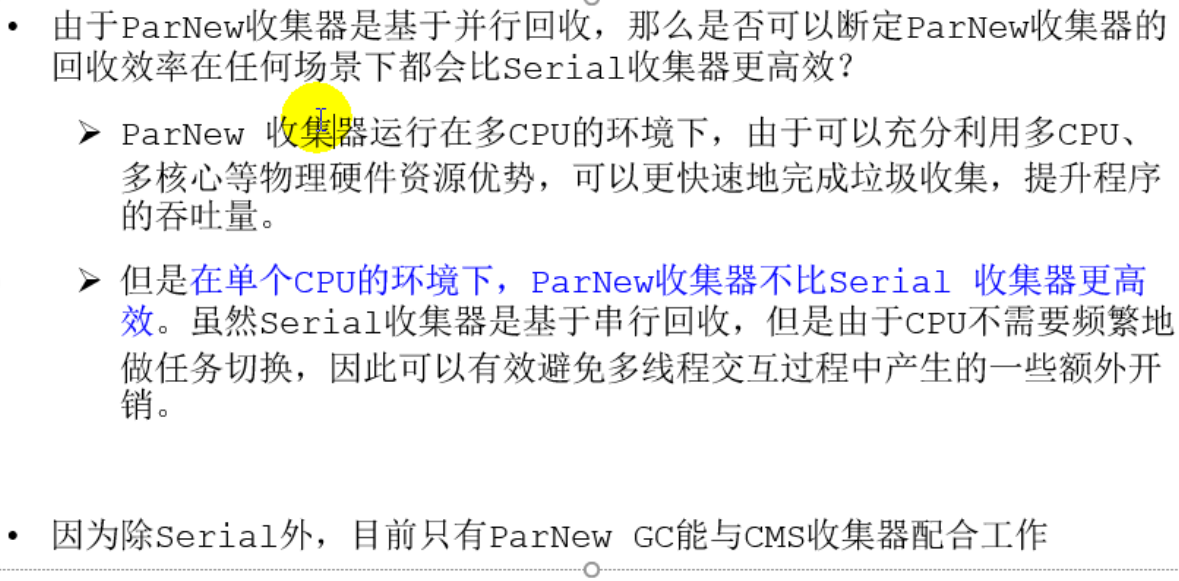 • 由于ParNew收集器是基于并行回收，那么是否可以断定ParNew收集器的
回收效率在任何场景下都会比Serial收集器更高效？
➢ ParNew 收集器运行在多CPU的环境下，由于可以充分利用多CPU、
多核心等物理硬件资源优势，可以更快速地完成垃圾收集，提升程序
的吞吐量。
➢ 但是在单个CPU的环境下，ParNew收集器不比Serial 收集器更高
效。虽然Serial收集器是基于串行回收，但是由于CPU不需要频繁地
做任务切换，因此可以有效避免多线程交互过程中产生的一些额外开
销。
• 因为除Serial外，目前只有ParNew GC能与CMS收集器配合工作